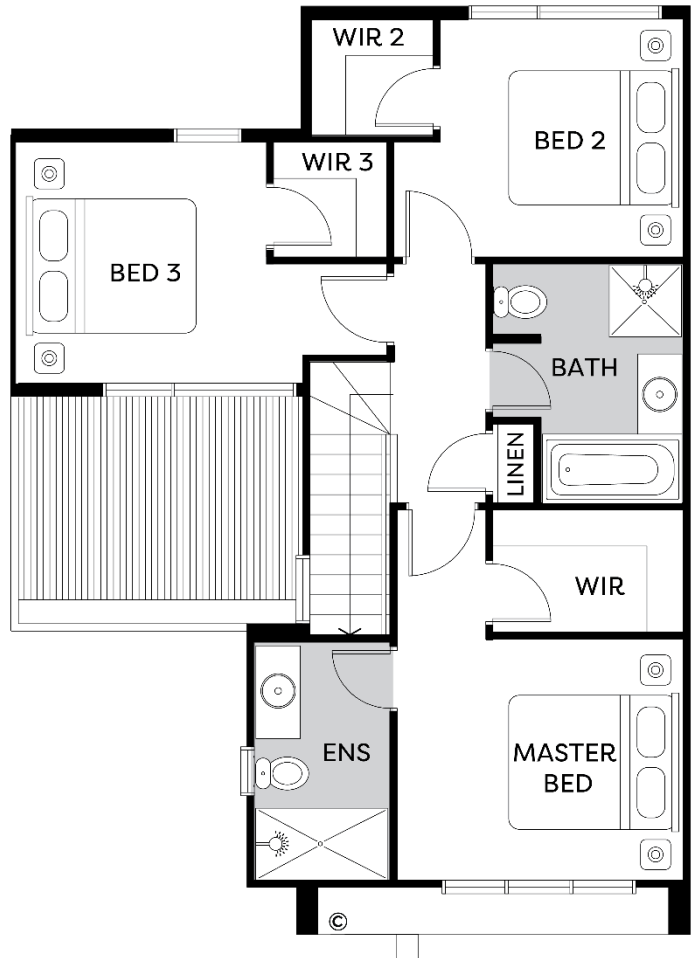 WIR 2
BED 2
WIR 3
BED 3
BATH
LINEN
WIR
ENS
MASTER
BED
©